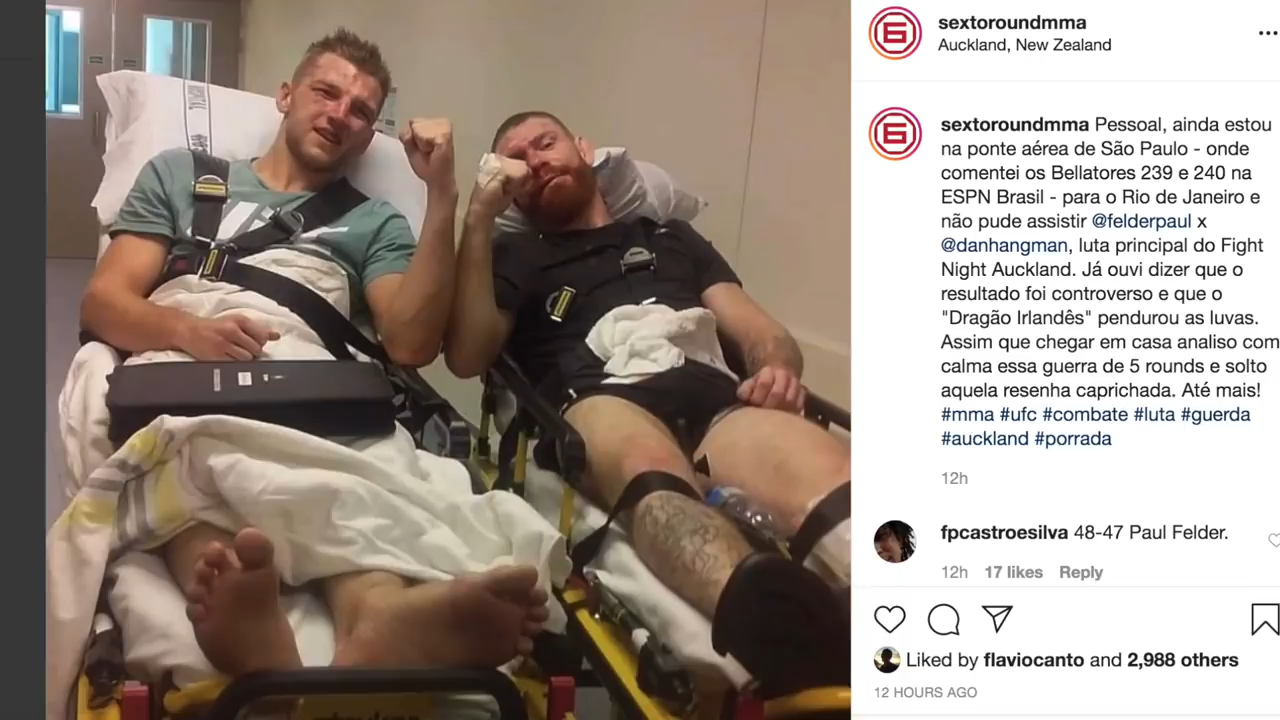 sextoroundmma
Auckland, New Zealand
sextoroundmma Pessoal, ainda estou
na ponte aérea de São Paulo - onde
comentei os Bellatores 239 e 240 na
ESPN Brasil - para o Rio de Janeiro e
não pude assistir @felderpaul x
@danhangman, luta principal do Fight
Night Auckland. Já ouvi dizer que o
resultado foi controverso e que o
"Dragão Irlandês" pendurou as luvas.
Assim que chegar em casa analiso com
calma essa guerra de 5 rounds e solto
aquela resenha caprichada. Até mais!
#mma #ufc #combate #luta #guerda
#auckland #porrada
12h
fpcastroesilva 48-47 Paul Felder.
12h 17 likes Reply
Liked by flaviocanto and 2,988 others
12 HOURS AGO